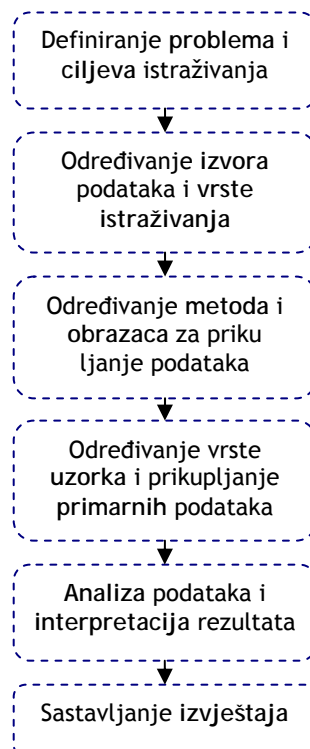 Definiranje problema i
ciljeva istraživanja
Određivanje izvora
podataka i vrste
istraživanja
Određivanje metoda i
obrazaca za priku
ljanje podataka
Određivanje vrste
uzorka i prikupljanje
primarnih podataka
Analiza podataka i
interpretacija rezultata
Sastavljanje izvještaja